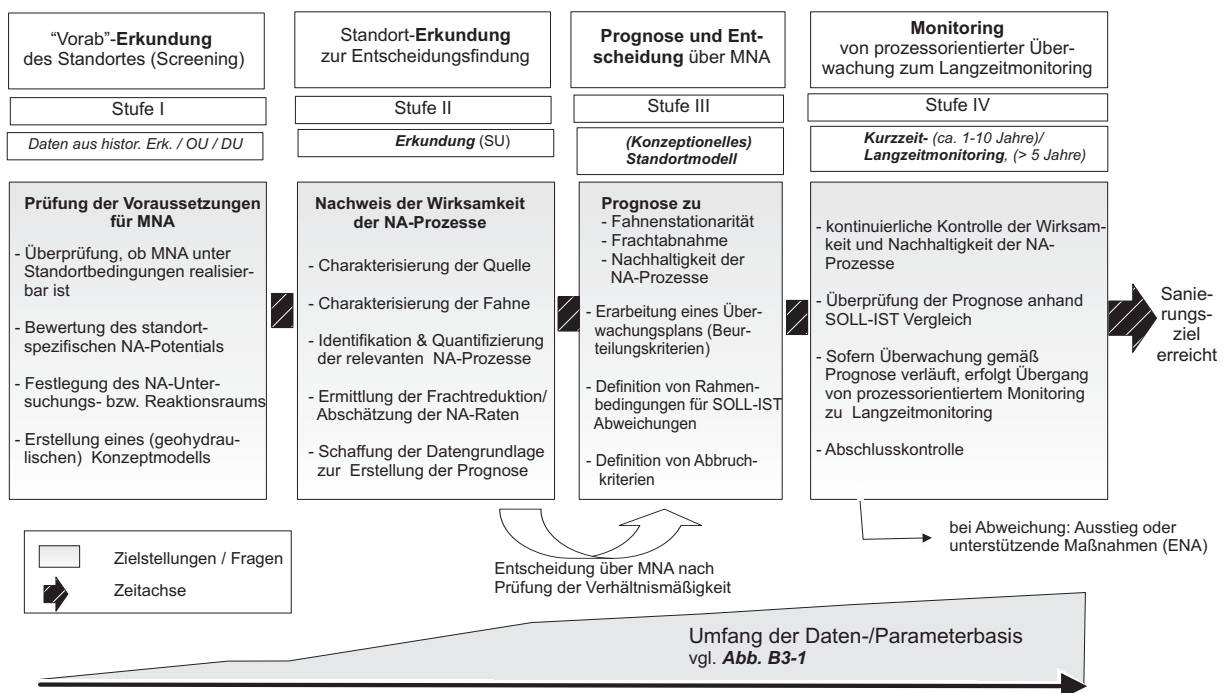 "Vorab"-Erkundung
des Standortes (Screening)
Stufe I
Daten aus histor. Erk. / OU / DU
Prüfung der Voraussetzungen
für MNA
- Überprüfung, ob MNA unter
Standortbedingungen realisier-
bar ist
- Bewertung des standort-
spezifischen NA-Potentials
- Festlegung des NA-Unter-
suchungs- bzw. Reaktionsraums
- Erstellung eines (geohydrau-
lischen) Konzeptmodells
Standort-Erkundung
zur Entscheidungsfindung
Stufe II
Erkundung (SU)
Nachweis der Wirksamkeit
der NA-Prozesse
- Charakterisierung der Quelle
- Charakterisierung der Fahne
- Identifikation & Quantifizierung
der relevanten NA-Prozesse
- Ermittlung der Frachtreduktion/
Abschätzung der NA-Raten
- Schaffung der Datengrundlage
zur Erstellung der Prognose
Prognose und Ent-
scheidung über MNA
Stufe III
(Konzeptionelles)
Standortmodell
Prognose zu
- Fahnenstationarität
- Frachtabnahme
- Nachhaltigkeit der
NA-Prozesse
- Erarbeitung eines Über-
wachungsplans (Beur-
teilungskriterien)
- Definition von Rahmen-
bedingungen für SOLL-IST
Abweichungen
- Definition von Abbruch-
kriterien
Monitoring
von prozessorientierter Über-
wachung zum Langzeitmonitoring
Stufe IV
Kurzzeit- (ca. 1-10 Jahre)/
Langzeitmonitoring, (> 5 Jahre)
- kontinuierliche Kontrolle der Wirksam-
keit und Nachhaltigkeit der NA-
Prozesse
- Überprüfung der Prognose anhand
SOLL-IST Vergleich
- Sofern Überwachung gemäß
Prognose verläuft, erfolgt Übergang
von prozessorientiertem Monitoring
zu Langzeitmonitoring
- Abschlusskontrolle
Sanie-
rungs-
ziel
erreicht
Zielstellungen / Fragen
Zeitachse
Entscheidung über MNA nach
Prüfung der Verhältnismäßigkeit
bei Abweichung: Ausstieg oder
unterstützende Maßnahmen (ENA)
Umfang der Daten-/Parameterbasis
vgl. Abb. B3-1